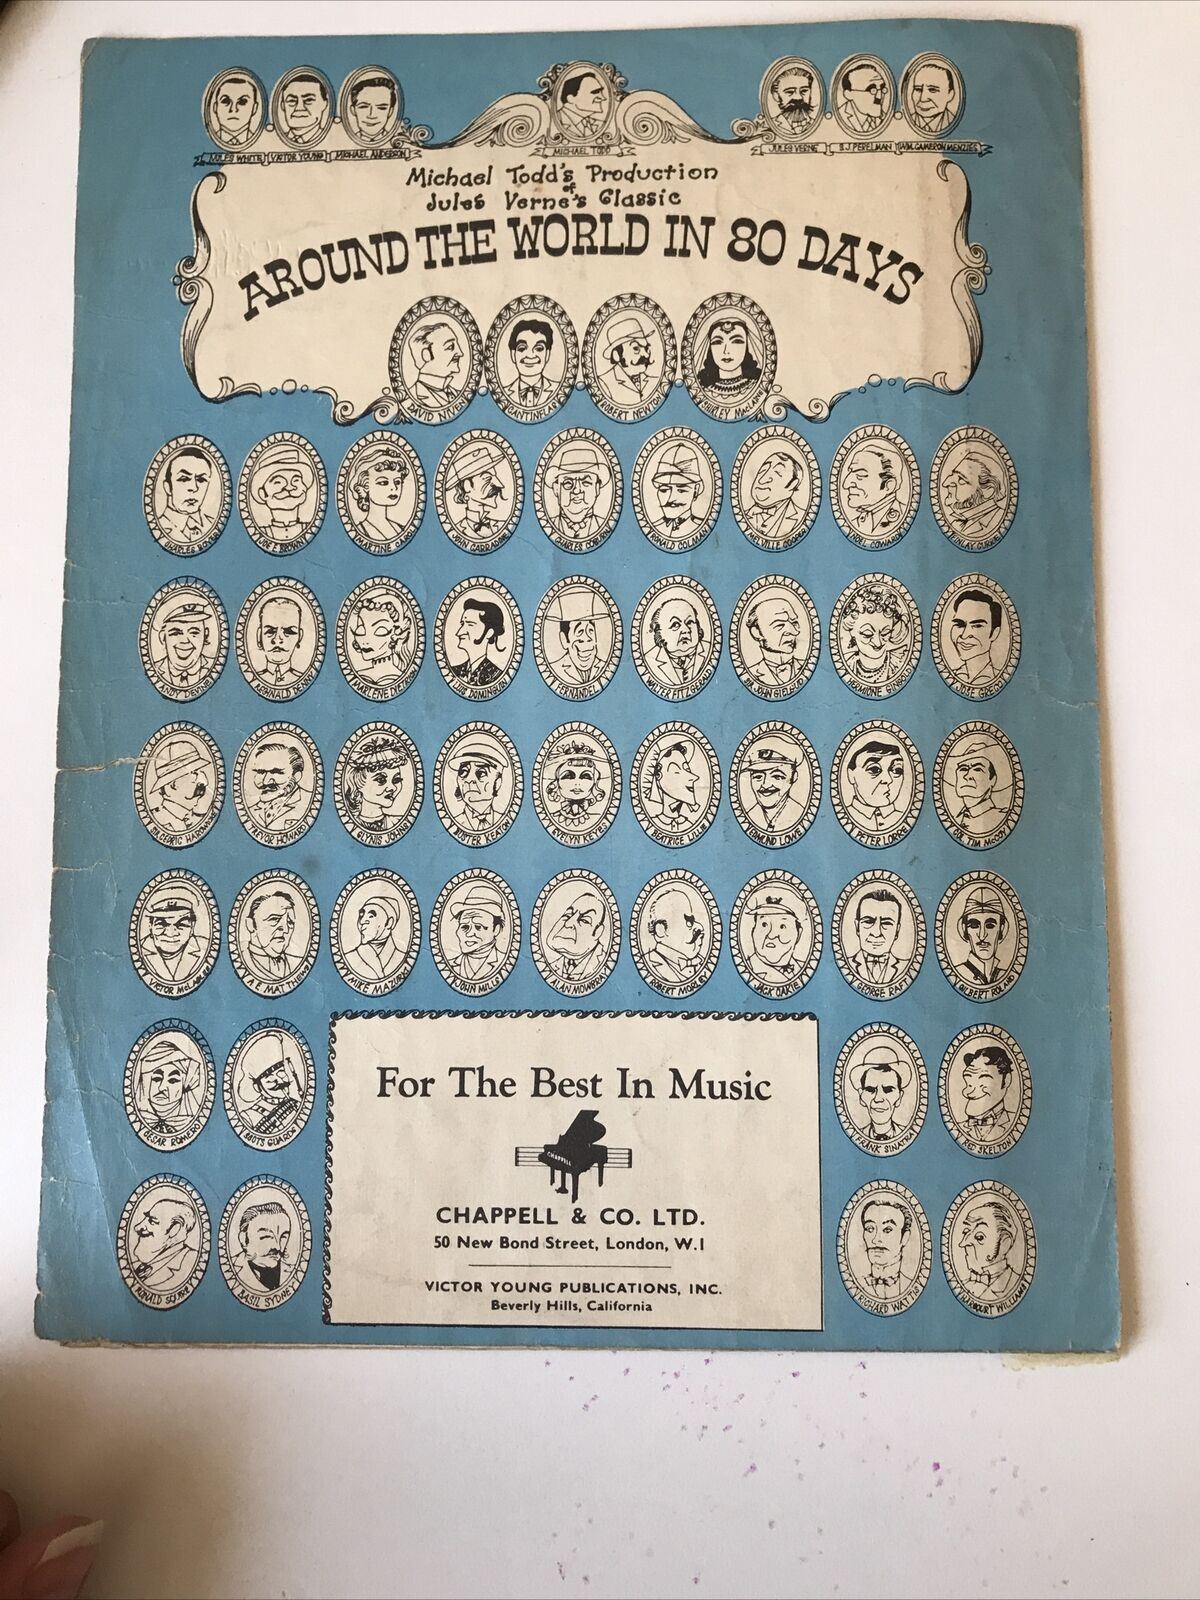 MILES WHITE VICTOR YOUNG MICHAEL ANDERSON
MICHAEL TODD
JULES VERNE S.J. PERELMAN WM. CAMERON MENZIES
Michael Todd's Production
of
Jules Verne's Classic
AROUND THE WORLD IN 80 DAYS
DAVID NIVEN CANTINFLAS ROBERT NEWTON SHIRLEY MacLAINE
CHARLES BOYER JOE E. BROWN MARTINE CAROL JOHN CARRADINE CHARLES COBURN RONALD COLMAN MELVILLE COOPER NOEL COWARD FINLAY CURRIE
ANDY DEVINE REGINALD DENNY MARLENE DIETRICH LUIS DOMINGUIN FERNANDEL WALTER FITZGERALD SIR JOHN GIELGUD HERMIONE GINGOLD JOSE GRECO
SIR CEDRIC HARDWICKE TREVOR HOWARD GLYNIS JOHNS BUSTER KEATON EVELYN KEYES BEATRICE LILLIE EDMUND LOWE PETER LORRE COL. TIM McCOY
VICTOR McLAGLEN A.E. MATTHEWS MIKE MAZURKI JOHN MILLS ALAN MOWBRAY ROBERT MORLEY JACK OAKIE GEORGE RAFT GILBERT ROLAND
CESAR ROMERO SCOTS GUARDS FRANK SINATRA RED SKELTON
RONALD SQUIRE BASIL SYDNEY RICHARD WATTIS HARCOURT WILLIAMS
For The Best In Music
CHAPPELL
CHAPPELL & CO. LTD.
50 New Bond Street, London, W.1
VICTOR YOUNG PUBLICATIONS, INC.
Beverly Hills, California